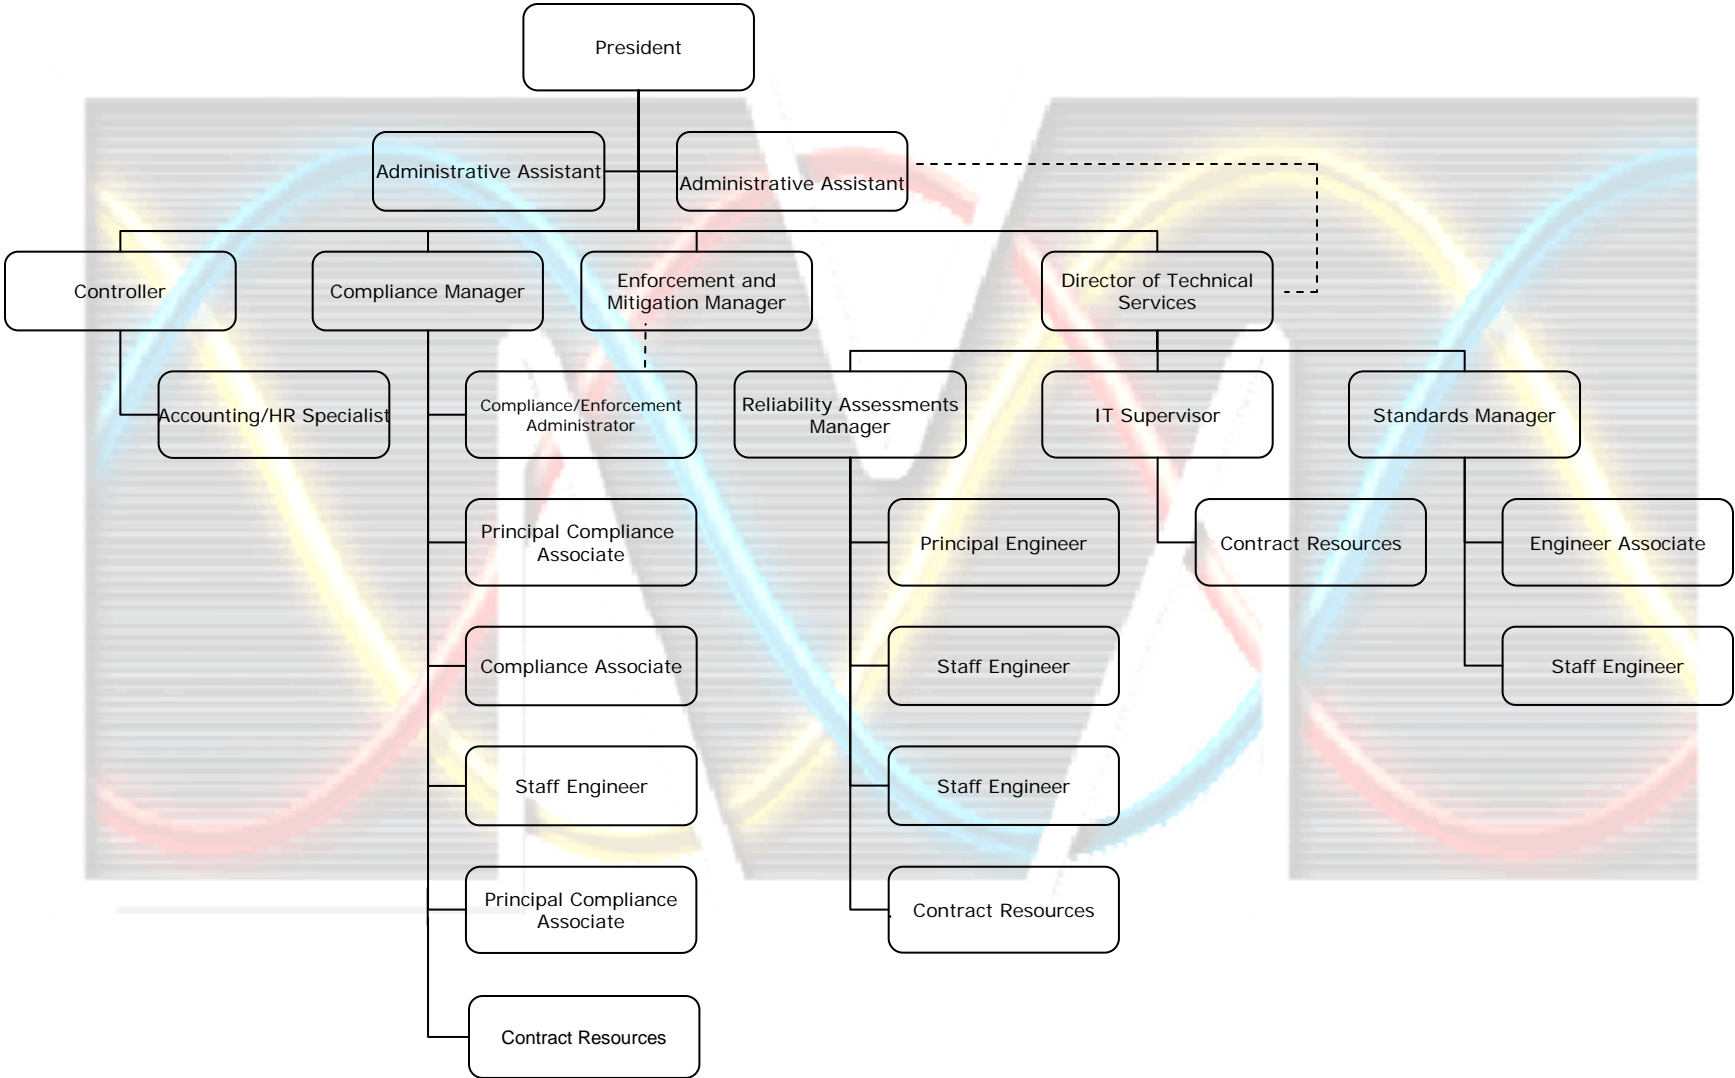 President
Administrative Assistant
Administrative Assistant
Controller
Compliance Manager
Enforcement and
Mitigation Manager
Director of Technical
Services
Accounting/HR Specialist
Compliance/Enforcement
Administrator
Reliability Assessments
Manager
IT Supervisor
Standards Manager
Principal Compliance
Associate
Principal Engineer
Contract Resources
Engineer Associate
Compliance Associate
Staff Engineer
Staff Engineer
Staff Engineer
Staff Engineer
Principal Compliance
Associate
Contract Resources
Contract Resources